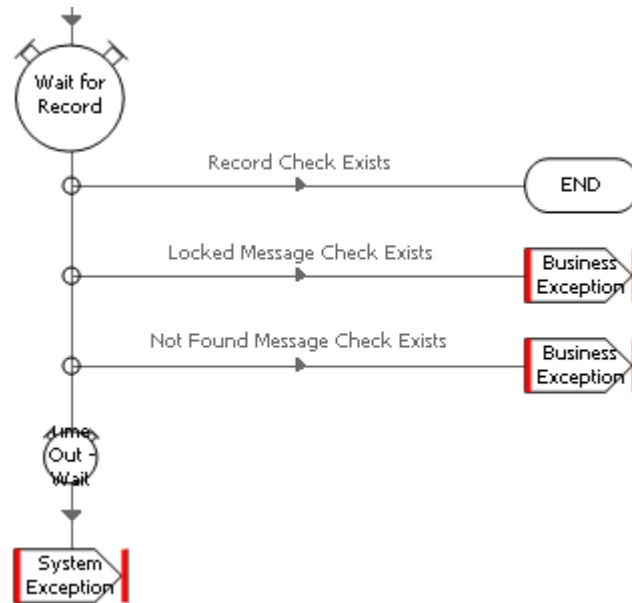 Wait for
Record
Record Check Exists
END
Locked Message Check Exists
Business
Exception
Not Found Message Check Exists
Business
Exception
Time
Out -
Wait
System
Exception